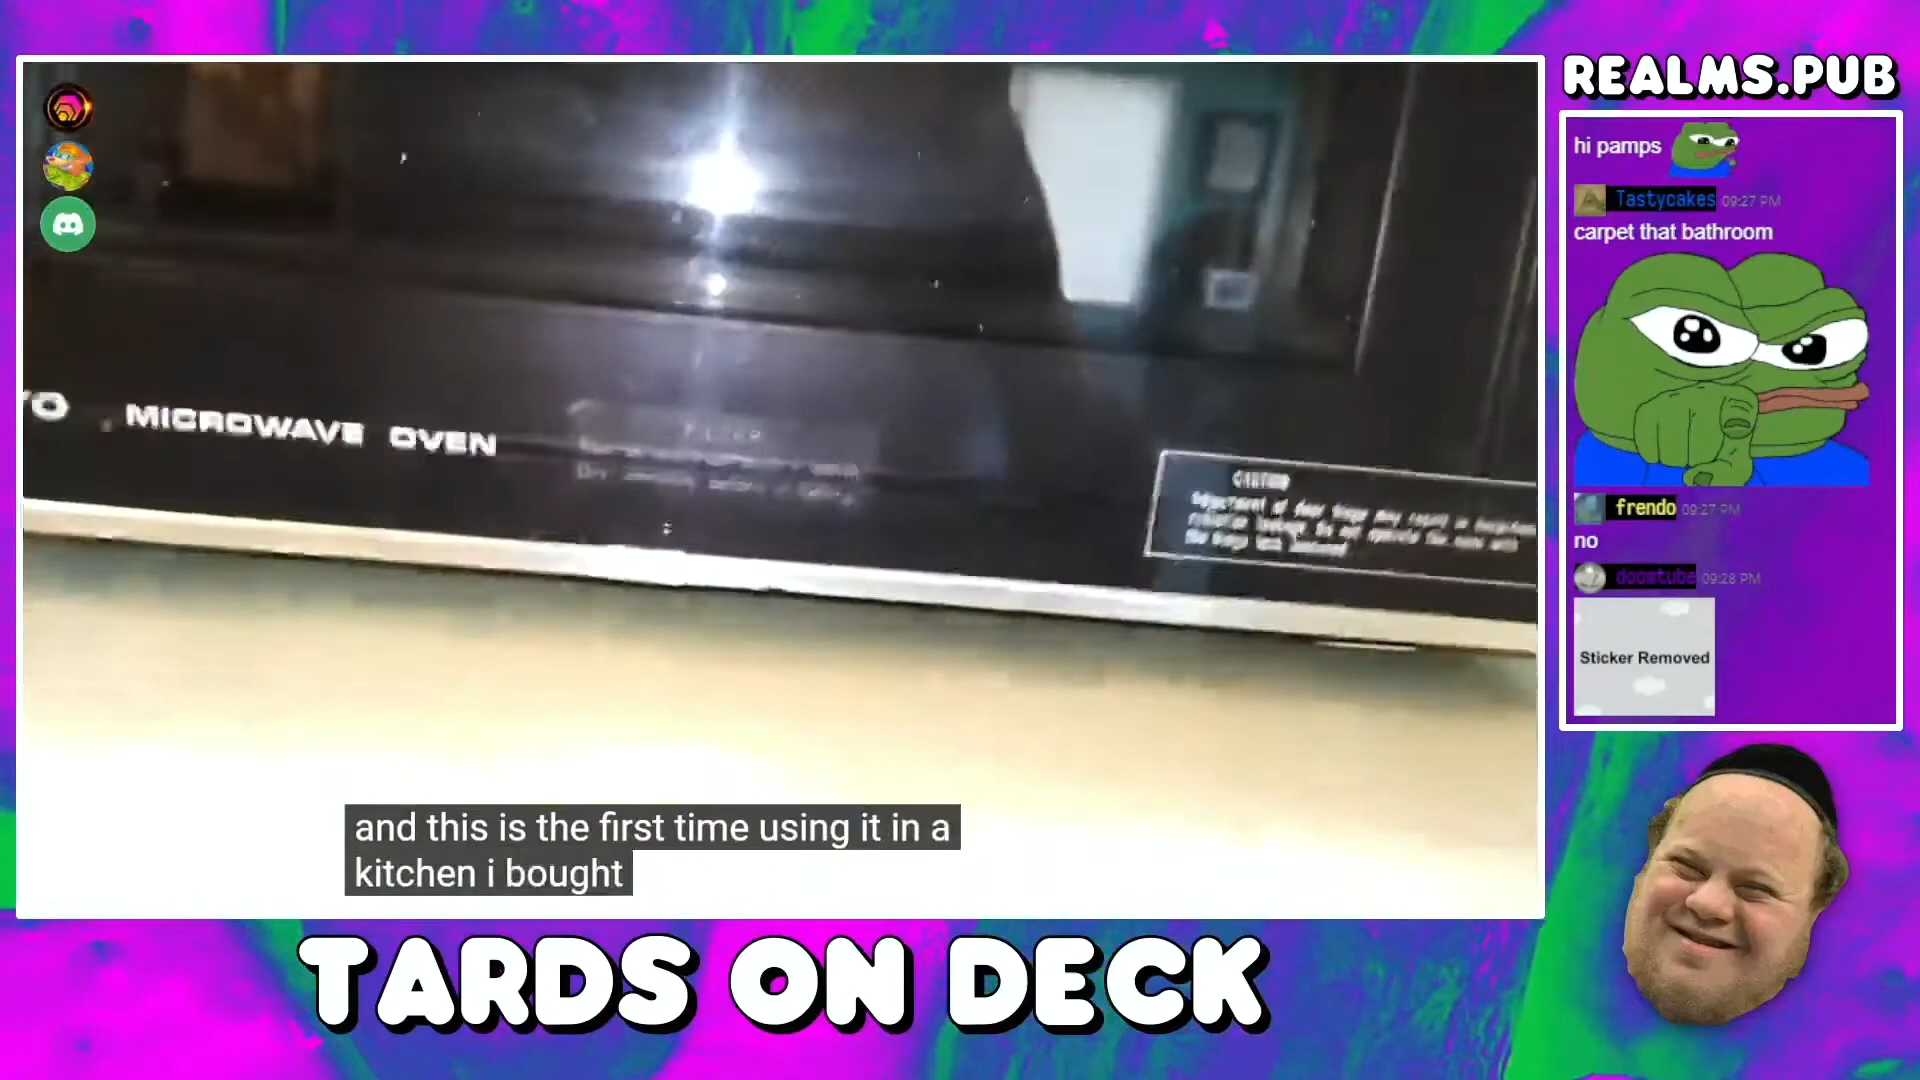 REALMS.PUB
hi pamps
Tastycakes 09:27 PM
carpet that bathroom
frendo 09:27 PM
no
doomtube 09:28 PM
Sticker Removed
MICROWAVE OVEN
CAUTION
and this is the first time using it in a
kitchen i bought
TARDS ON DECK